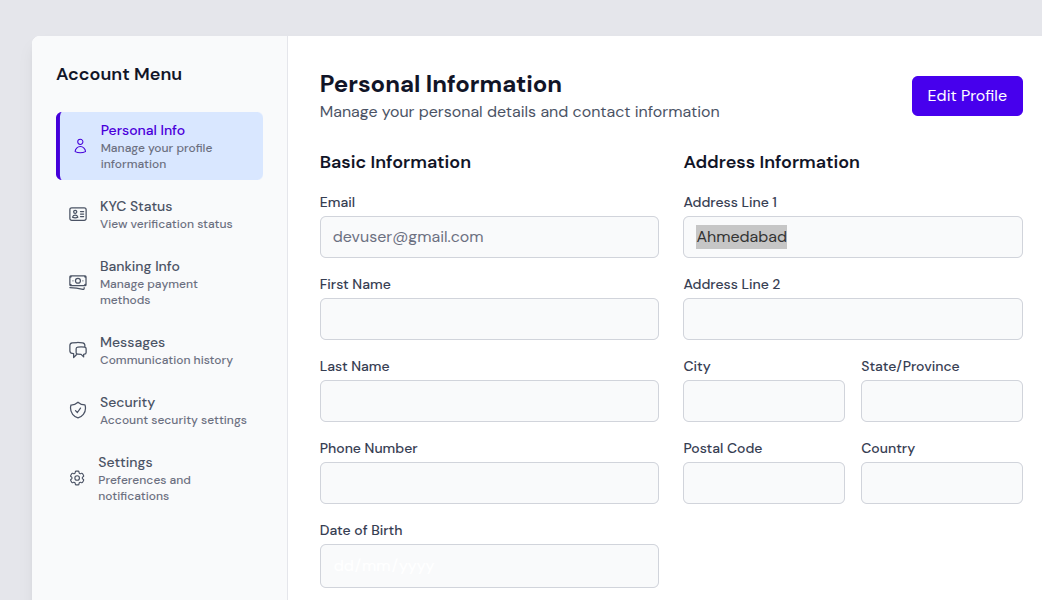 Account Menu
Personal Info
Manage your profile
information
KYC Status
View verification status
Banking Info
Manage payment
methods
Messages
Communication history
Security
Account security settings
Settings
Preferences and
notifications
Personal Information
Manage your personal details and contact information
Edit Profile
Basic Information
Email
devuser@gmail.com
First Name
Last Name
Phone Number
Date of Birth
dd/mm/yyyy
Address Information
Address Line 1
Ahmedabad
Address Line 2
City
State/Province
Postal Code
Country